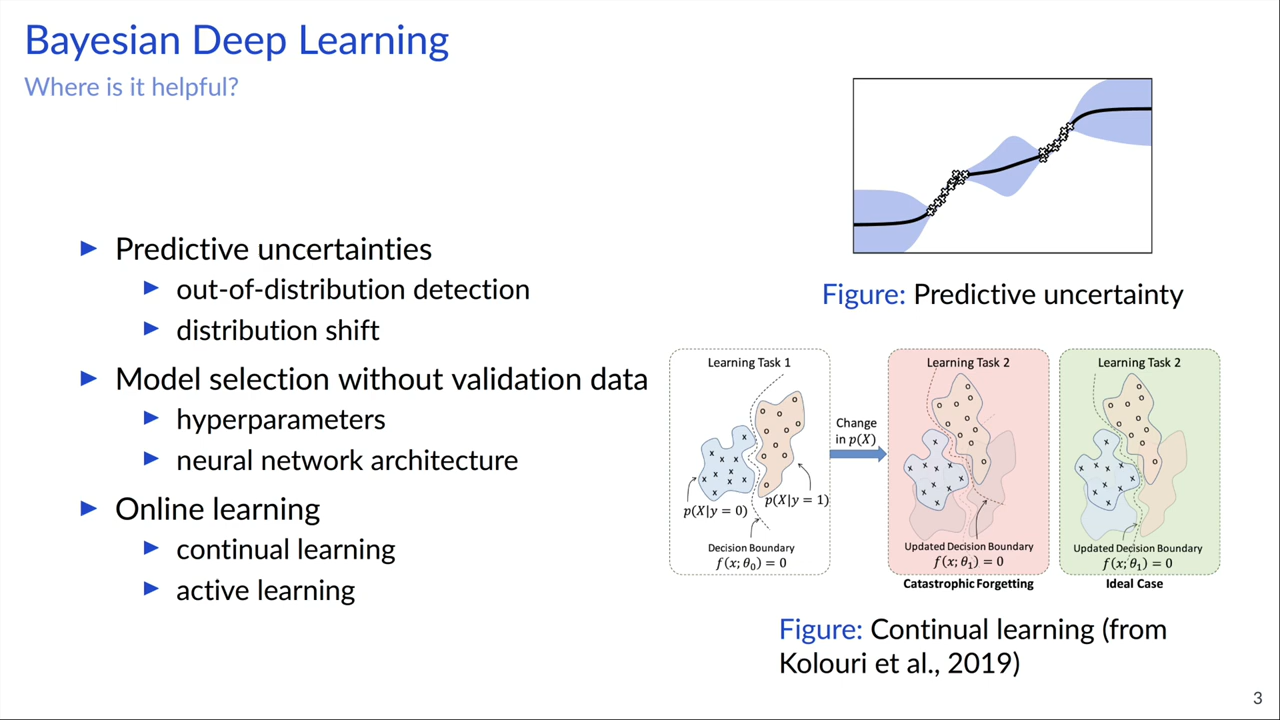 Bayesian Deep Learning
Where is it helpful?
► Predictive uncertainties
► out-of-distribution detection
► distribution shift
► Model selection without validation data
► hyperparameters
► neural network architecture
► Online learning
► continual learning
► active learning
Figure: Predictive uncertainty
Learning Task 1
p(X|y = 0)
p(X|y = 1)
Decision Boundary
f(x; θ₀) = 0
Change
in p(X)
Learning Task 2
Updated Decision Boundary
f(x; θ₁) = 0
Catastrophic Forgetting
Learning Task 2
Updated Decision Boundary
f(x; θ₁) = 0
Ideal Case
Figure: Continual learning (from
Kolouri et al., 2019)
3